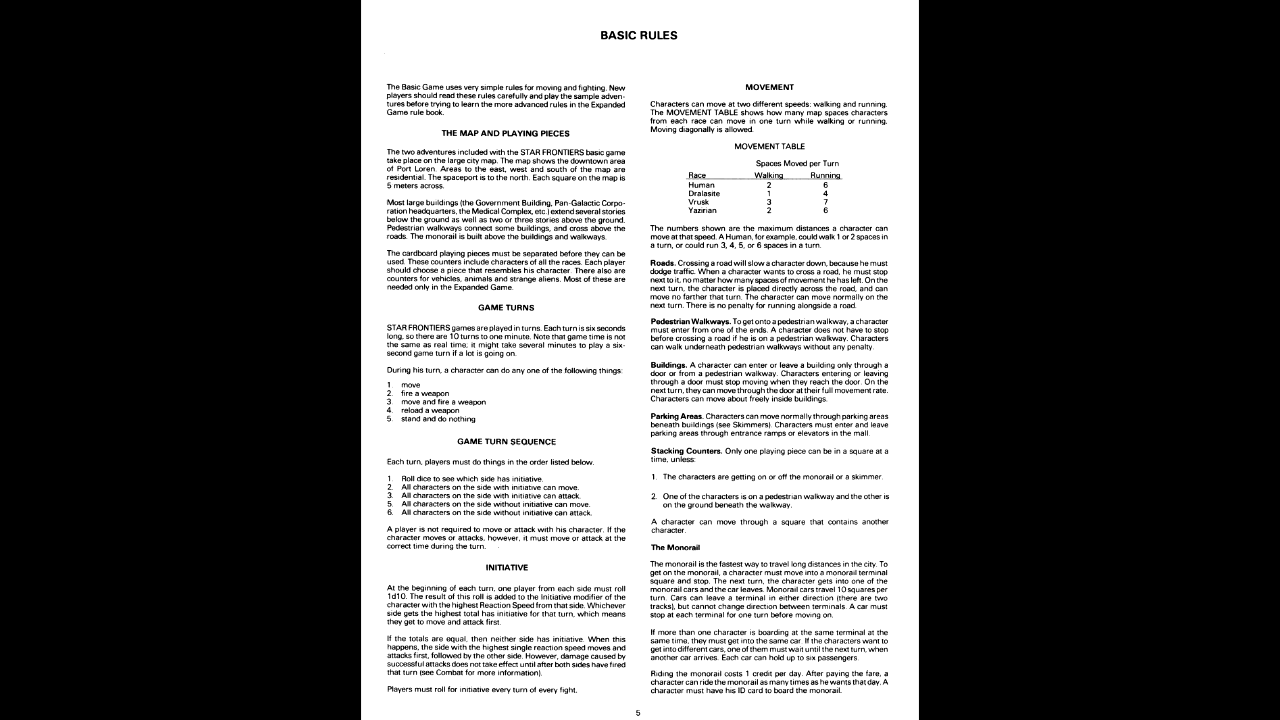 BASIC RULES
The Basic Game uses very simple rules for moving and fighting. New
players should read these rules carefully and play the sample adven-
tures before trying to learn the more advanced rules in the Expanded
Game rule book.
THE MAP AND PLAYING PIECES
The two adventures included with the STAR FRONTIERS basic game
take place on the large city map. The map shows the downtown area
of Port Loren. Areas to the east, west and south of the map are
residential. The spaceport is to the north. Each square on the map is
5 meters across.
Most large buildings (the Government Building, Pan-Galactic Corpo-
ration headquarters, the Medical Complex, etc.) extend several stories
below the ground as well as two or three stories above the ground.
Pedestrian walkways connect some buildings, and cross above the
roads. The monorail is built above the buildings and walkways.
The cardboard playing pieces must be separated before they can be
used. These counters include characters of all the races. Each player
should choose a piece that resembles his character. There also are
counters for vehicles, animals and strange aliens. Most of these are
needed only in the Expanded Game.
GAME TURNS
STAR FRONTIERS games are played in turns. Each turn is six seconds
long, so there are 10 turns to one minute. Note that game time is not
the same as real time; it might take several minutes to play a six-
second game turn if a lot is going on.
During his turn, a character can do any one of the following things:
1. move
2. fire a weapon
3. move and fire a weapon
4. reload a weapon
5. stand and do nothing
GAME TURN SEQUENCE
Each turn, players must do things in the order listed below.
1. Roll dice to see which side has initiative.
2. All characters on the side with initiative can move.
3. All characters on the side with initiative can attack.
5. All characters on the side without initiative can move.
6. All characters on the side without initiative can attack.
A player is not required to move or attack with his character. If the
character moves or attacks, however, it must move or attack at the
correct time during the turn.
INITIATIVE
At the beginning of each turn, one player from each side must roll
1d10. The result of this roll is added to the Initiative modifier of the
character with the highest Reaction Speed from that side. Whichever
side gets the highest total has initiative for that turn, which means
they get to move and attack first.
If the totals are equal, then neither side has initiative. When this
happens, the side with the highest single reaction speed moves and
attacks first, followed by the other side. However, damage caused by
successful attacks does not take effect until after both sides have fired
that turn (see Combat for more information).
Players must roll for initiative every turn of every fight.
MOVEMENT
Characters can move at two different speeds: walking and running.
The MOVEMENT TABLE shows how many map spaces characters
from each race can move in one turn while walking or running.
Moving diagonally is allowed.
MOVEMENT TABLE
Spaces Moved per Turn
Race Walking Running
Human 2 6
Dralasite 1 4
Vrusk 3 7
Yazirian 2 6
The numbers shown are the maximum distances a character can
move at that speed. A Human, for example, could walk 1 or 2 spaces in
a turn, or could run 3, 4, 5, or 6 spaces in a turn.
Roads. Crossing a road will slow a character down, because he must
dodge traffic. When a character wants to cross a road, he must stop
next to it, no matter how many spaces of movement he has left. On the
next turn, the character is placed directly across the road, and can
move no farther that turn. The character can move normally on the
next turn. There is no penalty for running alongside a road.
Pedestrian Walkways. To get onto a pedestrian walkway, a character
must enter from one of the ends. A character does not have to stop
before crossing a road if he is on a pedestrian walkway. Characters
can walk underneath pedestrian walkways without any penalty.
Buildings. A character can enter or leave a building only through a
door or from a pedestrian walkway. Characters entering or leaving
through a door must stop moving when they reach the door. On the
next turn, they can move through the door at their full movement rate.
Characters can move about freely inside buildings.
Parking Areas. Characters can move normally through parking areas
beneath buildings (see Skimmers). Characters must enter and leave
parking areas through entrance ramps or elevators in the mall.
Stacking Counters. Only one playing piece can be in a square at a
time, unless:
1. The characters are getting on or off the monorail or a skimmer.
2. One of the characters is on a pedestrian walkway and the other is
on the ground beneath the walkway.
A character can move through a square that contains another
character.
The Monorail
The monorail is the fastest way to travel long distances in the city. To
get on the monorail, a character must move into a monorail terminal
square and stop. The next turn, the character gets into one of the
monorail cars and the car leaves. Monorail cars travel 10 squares per
turn. Cars can leave a terminal in either direction (there are two
tracks), but cannot change direction between terminals. A car must
stop at each terminal for one turn before moving on.
If more than one character is boarding at the same terminal at the
same time, they must get into the same car. If the characters want to
get into different cars, one of them must wait until the next turn, when
another car arrives. Each car can hold up to six passengers.
Riding the monorail costs 1 credit per day. After paying the fare, a
character can ride the monorail as many times as he wants that day. A
character must have his ID card to board the monorail.
5